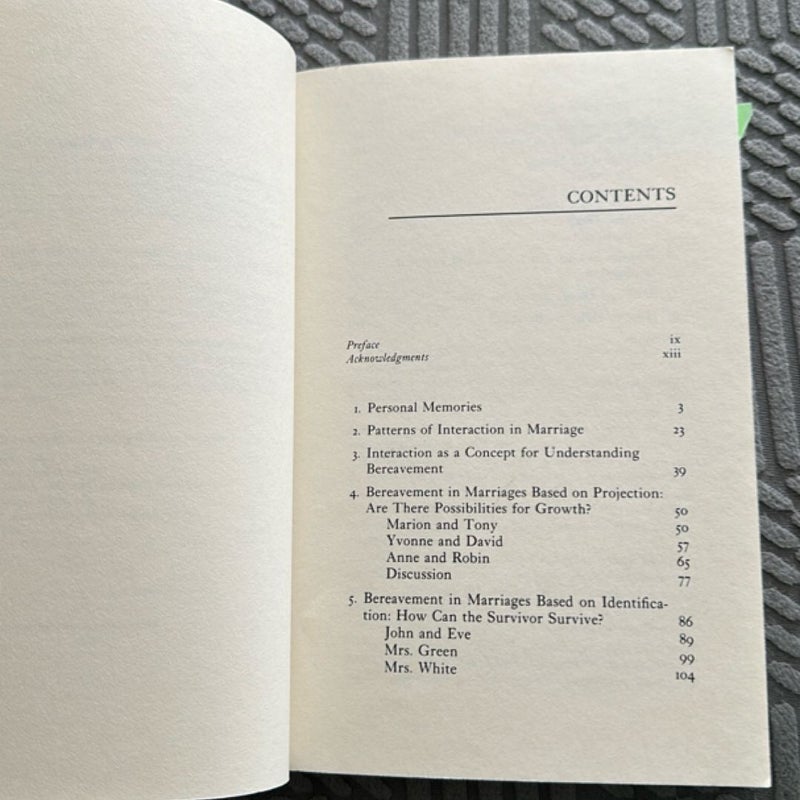 CONTENTS
Preface ix
Acknowledgments xiii
1. Personal Memories 3
2. Patterns of Interaction in Marriage 23
3. Interaction as a Concept for Understanding
Bereavement 39
4. Bereavement in Marriages Based on Projection:
Are There Possibilities for Growth? 50
Marion and Tony 50
Yvonne and David 57
Anne and Robin 65
Discussion 77
5. Bereavement in Marriages Based on Identifica-
tion: How Can the Survivor Survive? 86
John and Eve 89
Mrs. Green 99
Mrs. White 104